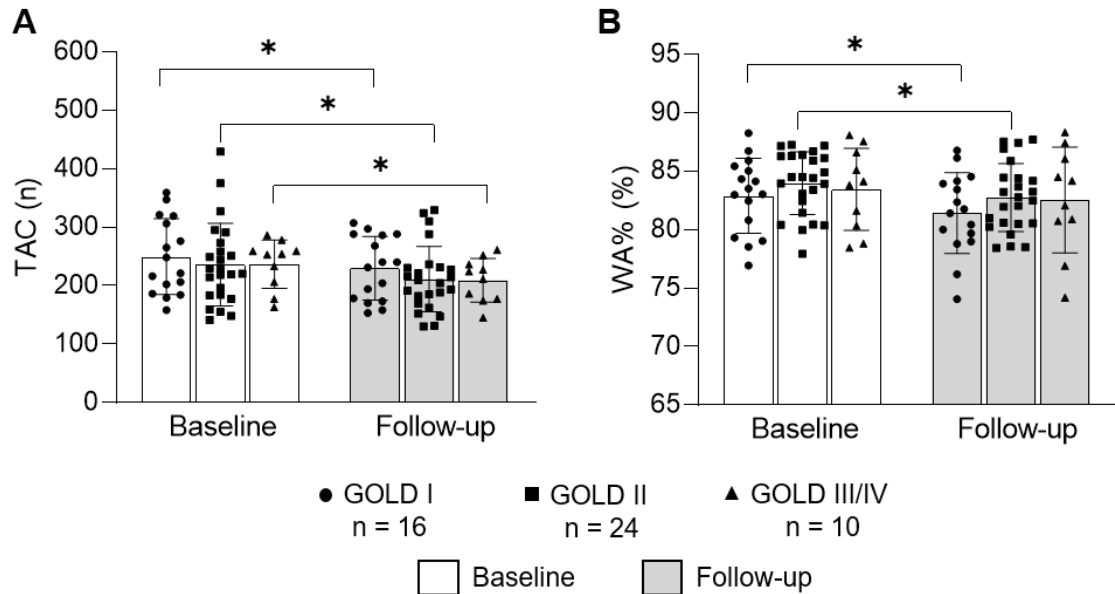 A
TAC (n)
600
500
400
300
200
100
0
*
*
*
Baseline
Follow-up
B
WA% (%)
95
90
85
80
75
70
65
*
*
Baseline
Follow-up
GOLD I
n = 16
GOLD II
n = 24
GOLD III/IV
n = 10
Baseline
Follow-up